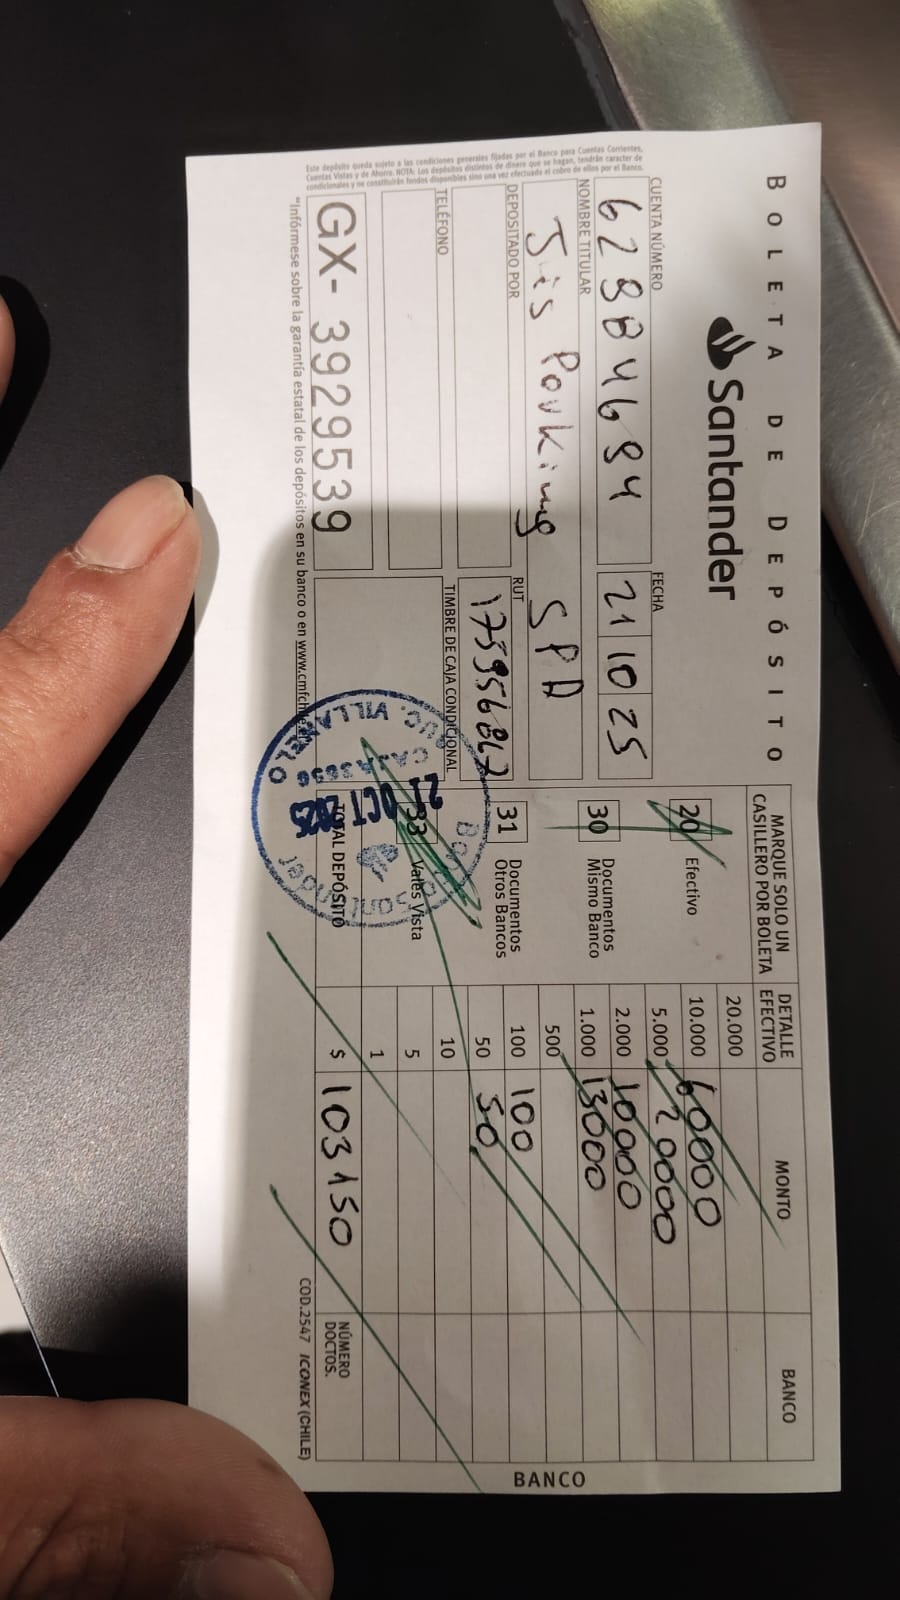 BOLETA DE DEPÓSITO
Santander
CUENTA NÚMERO
62884684
FECHA
21 10 25
NOMBRE TITULAR
Jis Parking SPA
DEPOSITADO POR
RUT
TELÉFONO
TIMBRE DE CAJA CONDICIONAL
GX- 3929539
Este depósito queda sujeto a las condiciones generales fijadas por el Banco para Cuentas Corrientes,
Cuentas Vistas y de Ahorro. NOTA: Los depósitos distintos de dinero que se hagan, tendrán caracter de
condicionales y no constituirán fondos disponibles sino una vez efectuado el cobro de ellos por el Banco.
"Infórmese sobre la garantía estatal de los depósitos en su banco o en www.cmfchile.cl
MARQUE SOLO UN
CASILLERO POR BOLETA
20 Efectivo
30 Documentos
Mismo Banco
31 Documentos
Otros Bancos
33 Vales Vista
TOTAL DEPÓSITO
DETALLE
EFECTIVO
MONTO
BANCO
20.000
10.000 60000
5.000 20000
2.000 10000
1.000 13000
500
100 100
50 50
10
5
1
$ 103150
NÚMERO
DOCTOS.
COD.2547 ICONEX (CHILE)
BANCO
SUC. VILLARELO
CAJA
21 OCT 2025
Banco Santander